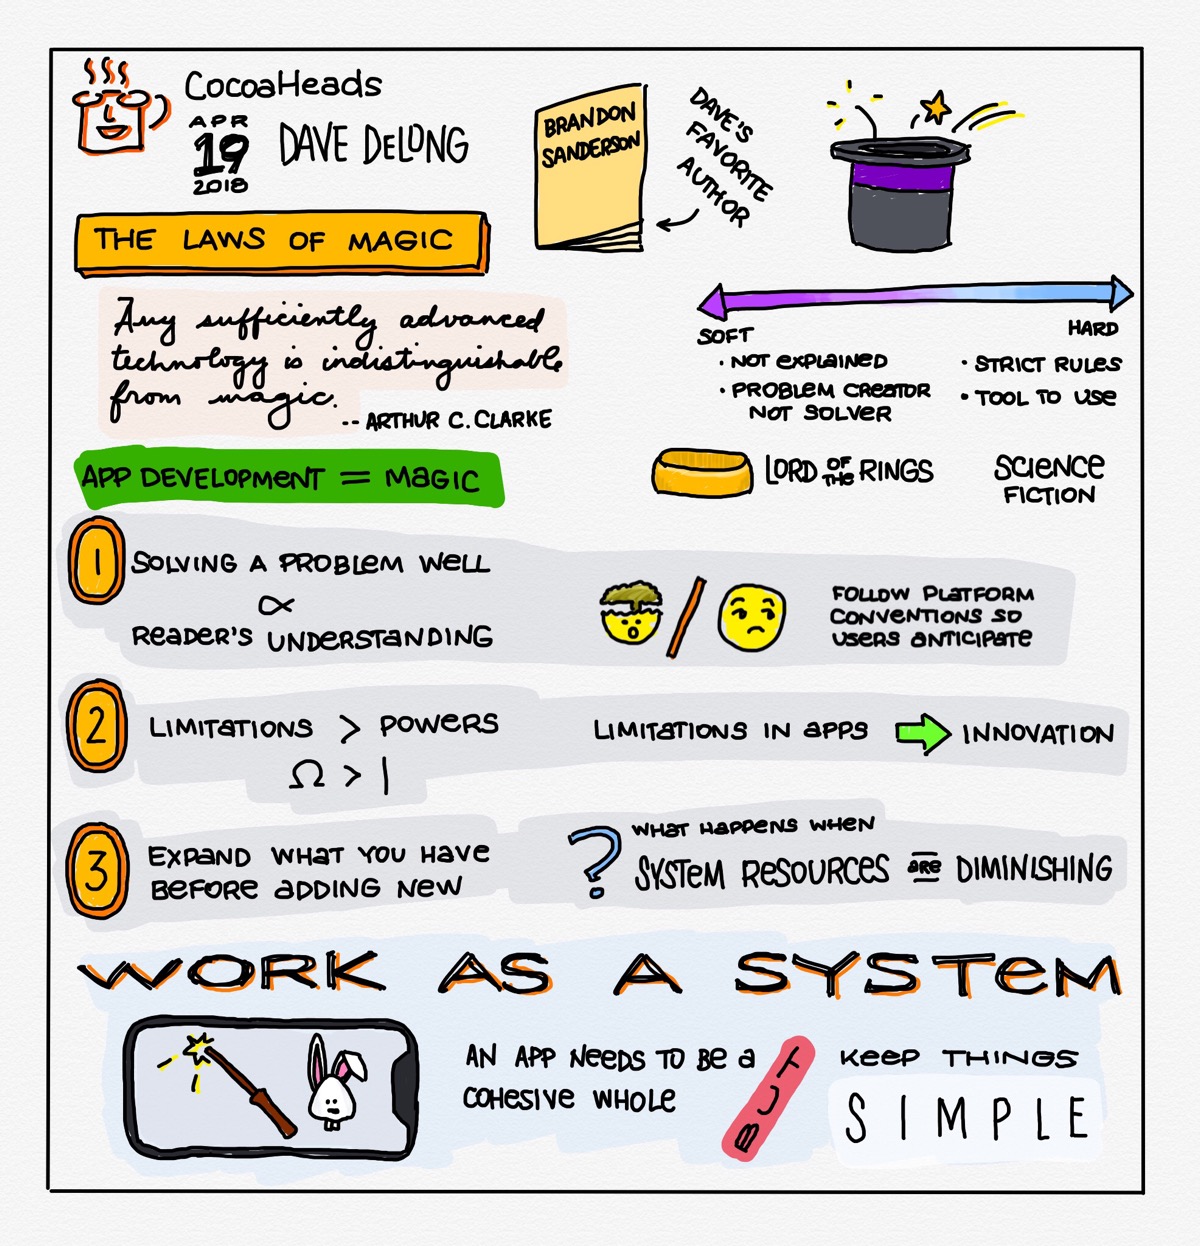 CocoaHeads
APR
19
2018
DAVE DeLONG
BRANDON
SANDERSON
DAVE'S
FAVORITE
AUTHOR
THE LAWS OF MAGIC
Any sufficiently advanced
technology is indistinguishable
from magic.
-- ARTHUR C. CLARKE
SOFT
• NOT EXPLAINED
• PROBLEM CREATOR
NOT SOLVER
HARD
• STRICT RULES
• TOOL TO USE
LORD OF THE RINGS
SCIENCE
FICTION
APP DEVELOPMENT = MAGIC
1
SOLVING A PROBLEM WELL
∝
READER'S UNDERSTANDING
FOLLOW PLATFORM
CONVENTIONS SO
USERS ANTICIPATE
2
LIMITATIONS > POWERS
Ω > |
LIMITATIONS IN APPS
INNOVATION
3
EXPAND WHAT YOU HAVE
BEFORE ADDING NEW
? WHAT HAPPENS WHEN
SYSTEM RESOURCES ARE DIMINISHING
WORK AS A SYSTEM
AN APP NEEDS TO BE A
COHESIVE WHOLE
BUT
KEEP THINGS
SIMPLE